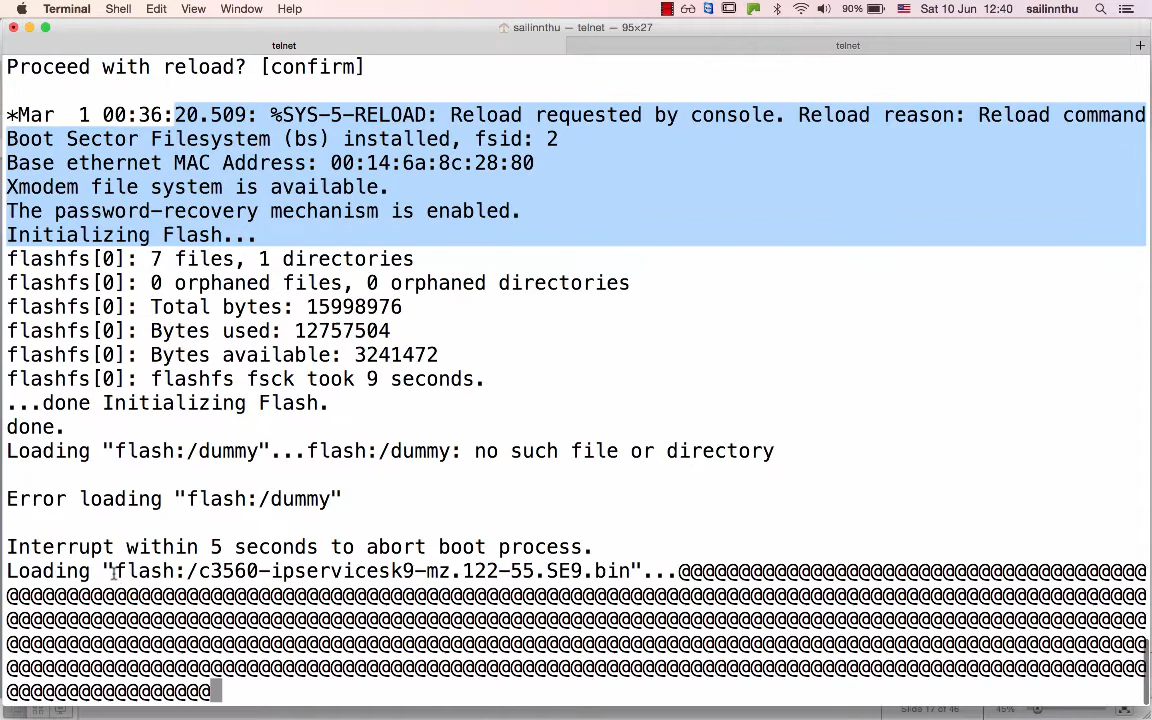 Terminal Shell Edit View Window Help 90% Sat 10 Jun 12:40 sailinnthu
sailinnthu — telnet — 95x27
telnet telnet
Proceed with reload? [confirm]
*Mar  1 00:36:20.509: %SYS-5-RELOAD: Reload requested by console. Reload reason: Reload command
Boot Sector Filesystem (bs) installed, fsid: 2
Base ethernet MAC Address: 00:14:6a:8c:28:80
Xmodem file system is available.
The password-recovery mechanism is enabled.
Initializing Flash...
flashfs[0]: 7 files, 1 directories
flashfs[0]: 0 orphaned files, 0 orphaned directories
flashfs[0]: Total bytes: 15998976
flashfs[0]: Bytes used: 12757504
flashfs[0]: Bytes available: 3241472
flashfs[0]: flashfs fsck took 9 seconds.
...done Initializing Flash.
done.
Loading "flash:/dummy"...flash:/dummy: no such file or directory
Error loading "flash:/dummy"
Interrupt within 5 seconds to abort boot process.
Loading "flash:/c3560-ipservicesk9-mz.122-55.SE9.bin"...@@@@@@@@@@@@@@@@@@@@@@@@@@@@@@@@@@@@@@@
@@@@@@@@@@@@@@@@@@@@@@@@@@@@@@@@@@@@@@@@@@@@@@@@@@@@@@@@@@@@@@@@@@@@@@@@@@@@@@@@@@@@@@@@@@@@@@@
@@@@@@@@@@@@@@@@@@@@@@@@@@@@@@@@@@@@@@@@@@@@@@@@@@@@@@@@@@@@@@@@@@@@@@@@@@@@@@@@@@@@@@@@@@@@@@@
@@@@@@@@@@@@@@@@@@@@@@@@@@@@@@@@@@@@@@@@@@@@@@@@@@@@@@@@@@@@@@@@@@@@@@@@@@@@@@@@@@@@@@@@@@@@@@@
@@@@@@@@@@@@@@@@@@@@@@@@@@@@@@@@@@@@@@@@@@@@@@@@@@@@@@@@@@@@@@@@@@@@@@@@@@@@@@@@@@@@@@@@@@@@@@@
@@@@@@@@@@@@@@@@@
Slide 17 of 46 45%